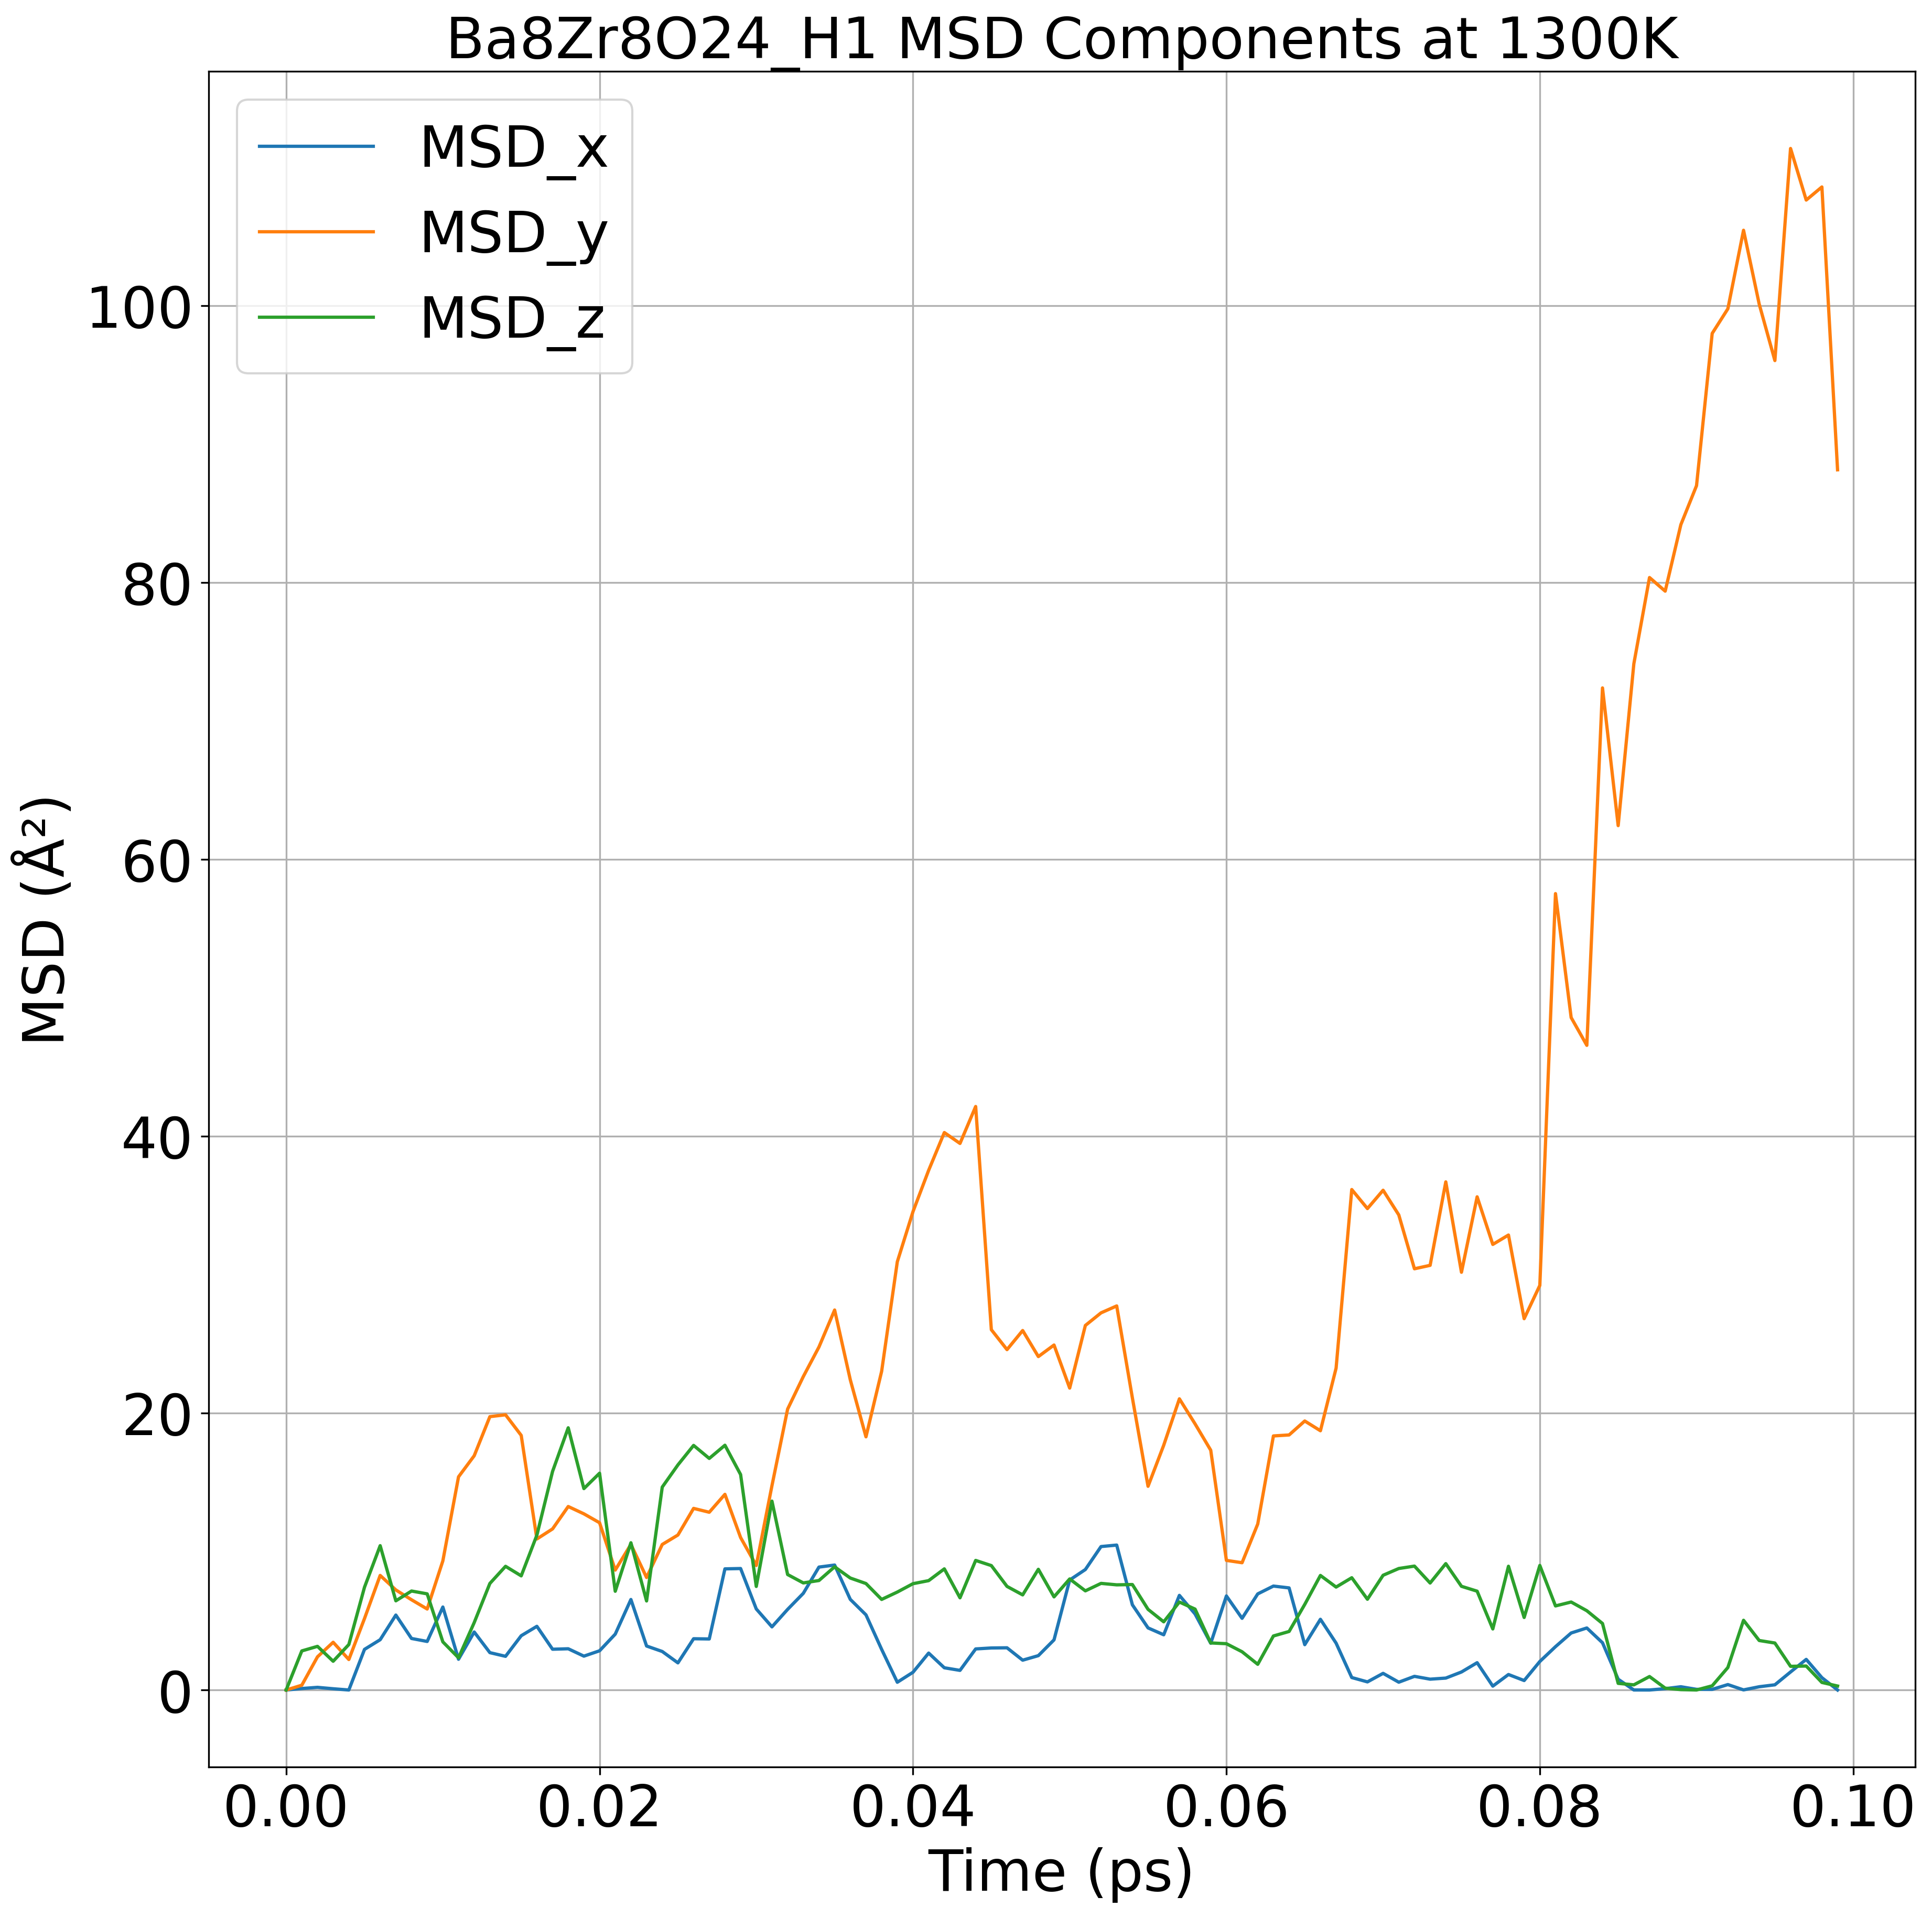 Ba8Zr8O24_H1 MSD Components at 1300K
MSD_x
MSD_y
MSD_z
100
80
60
40
20
0
MSD (Å²)
0.00 0.02 0.04 0.06 0.08 0.10
Time (ps)